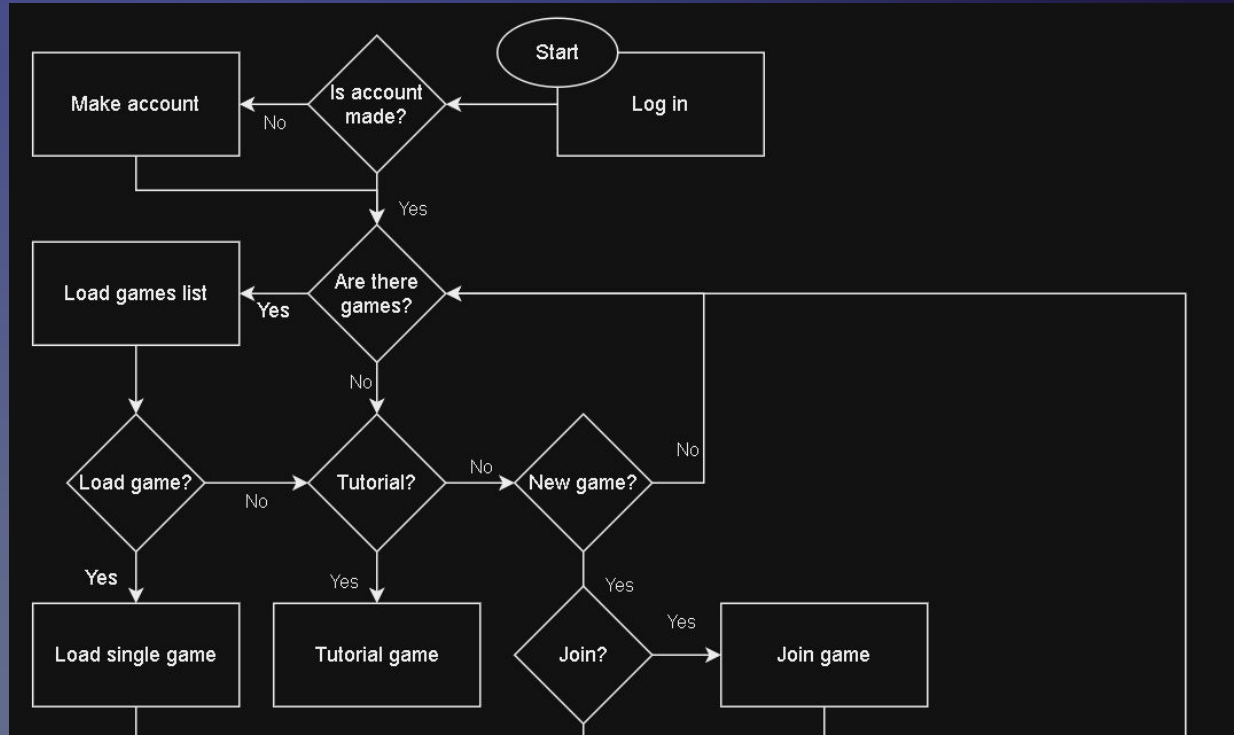 Start
Make account
Is account
made?
Log in
No
Yes
Load games list
Are there
games?
Yes
No
Load game?
No
Tutorial?
No
New game?
No
Yes
Yes
Yes
Yes
Load single game
Tutorial game
Join?
Join game